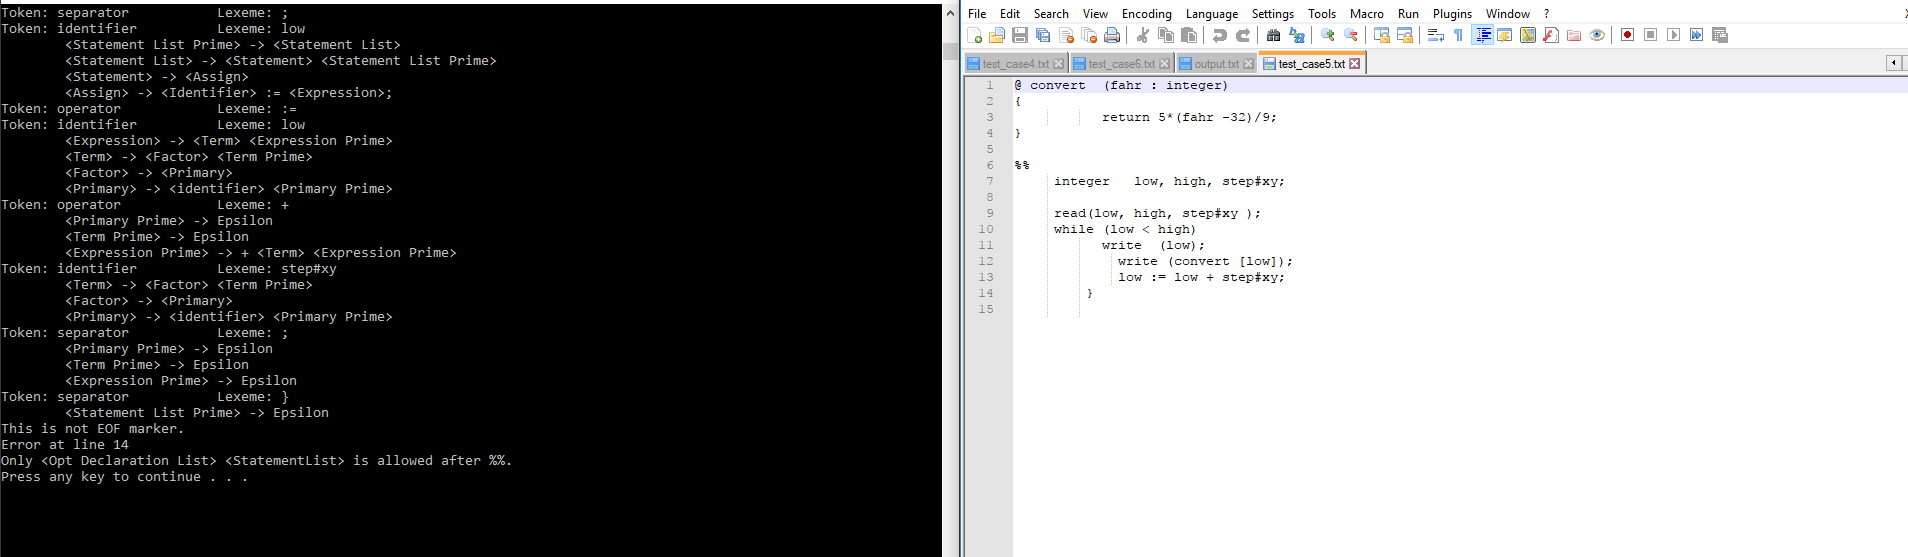 Token: separator Lexeme: ;
Token: identifier Lexeme: low
<Statement List Prime> -> <Statement List>
<Statement List> -> <Statement> <Statement List Prime>
<Statement> -> <Assign>
<Assign> -> <Identifier> := <Expression>;
Token: operator Lexeme: :=
Token: identifier Lexeme: low
<Expression> -> <Term> <Expression Prime>
<Term> -> <Factor> <Term Prime>
<Factor> -> <Primary>
<Primary> -> <identifier> <Primary Prime>
Token: operator Lexeme: +
<Primary Prime> -> Epsilon
<Term Prime> -> Epsilon
<Expression Prime> -> + <Term> <Expression Prime>
Token: identifier Lexeme: step#xy
<Term> -> <Factor> <Term Prime>
<Factor> -> <Primary>
<Primary> -> <identifier> <Primary Prime>
Token: separator Lexeme: ;
<Primary Prime> -> Epsilon
<Term Prime> -> Epsilon
<Expression Prime> -> Epsilon
Token: separator Lexeme: }
<Statement List Prime> -> Epsilon
This is not EOF marker.
Error at line 14
Only <Opt Declaration List> <StatementList> is allowed after %%.
Press any key to continue . . .
File Edit Search View Encoding Language Settings Tools Macro Run Plugins Window ?
test_case4.txt test_case6.txt output.txt test_case5.txt
1 @ convert (fahr : integer)
2 {
3 return 5*(fahr -32)/9;
4 }
5
6 %%
7 integer low, high, step#xy;
8
9 read(low, high, step#xy );
10 while (low < high)
11 write (low);
12 write (convert [low]);
13 low := low + step#xy;
14 }
15